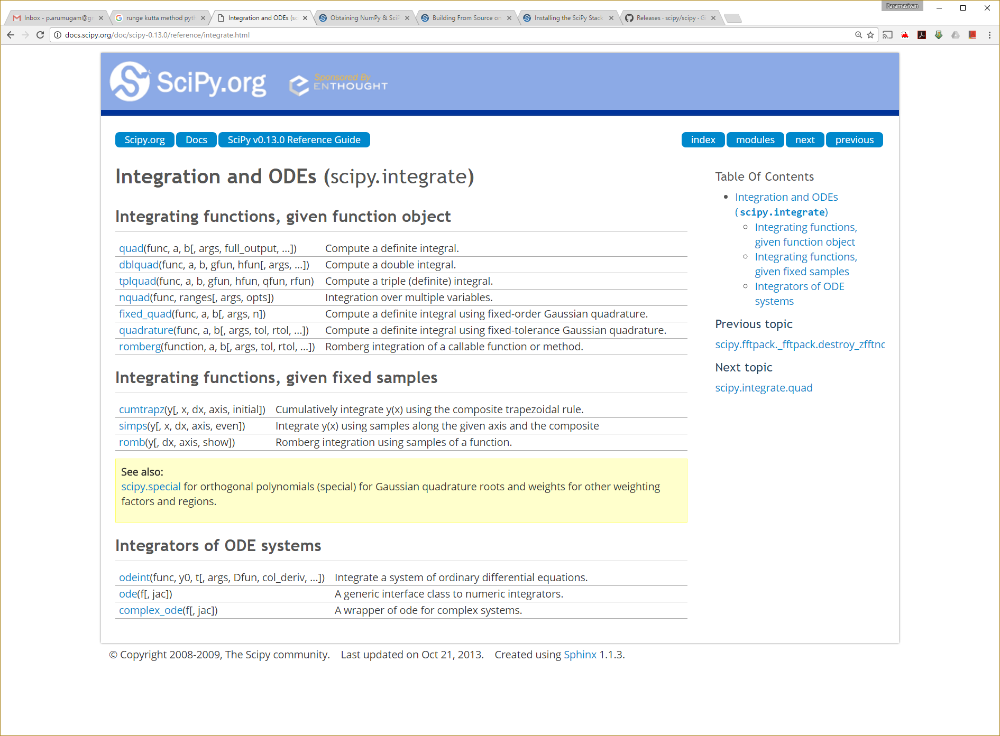 Paramasivan
Inbox - p.arumugam@g
runge kutta method pyth
Integration and ODEs (sc
Obtaining NumPy & SciP
Building From Source on
Installing the SciPy Stack
Releases · scipy/scipy · G
docs.scipy.org/doc/scipy-0.13.0/reference/integrate.html
SciPy.org
Sponsored By
ENTHOUGHT
Scipy.org Docs SciPy v0.13.0 Reference Guide
index modules next previous
Integration and ODEs (scipy.integrate)
Integrating functions, given function object
quad(func, a, b[, args, full_output, ...]) Compute a definite integral.
dblquad(func, a, b, gfun, hfun[, args, ...]) Compute a double integral.
tplquad(func, a, b, gfun, hfun, qfun, rfun) Compute a triple (definite) integral.
nquad(func, ranges[, args, opts]) Integration over multiple variables.
fixed_quad(func, a, b[, args, n]) Compute a definite integral using fixed-order Gaussian quadrature.
quadrature(func, a, b[, args, tol, rtol, ...]) Compute a definite integral using fixed-tolerance Gaussian quadrature.
romberg(function, a, b[, args, tol, rtol, ...]) Romberg integration of a callable function or method.
Integrating functions, given fixed samples
cumtrapz(y[, x, dx, axis, initial]) Cumulatively integrate y(x) using the composite trapezoidal rule.
simps(y[, x, dx, axis, even]) Integrate y(x) using samples along the given axis and the composite
romb(y[, dx, axis, show]) Romberg integration using samples of a function.
See also:
scipy.special for orthogonal polynomials (special) for Gaussian quadrature roots and weights for other weighting
factors and regions.
Integrators of ODE systems
odeint(func, y0, t[, args, Dfun, col_deriv, ...]) Integrate a system of ordinary differential equations.
ode(f[, jac]) A generic interface class to numeric integrators.
complex_ode(f[, jac]) A wrapper of ode for complex systems.
Table Of Contents
Integration and ODEs
(scipy.integrate)
Integrating functions,
given function object
Integrating functions,
given fixed samples
Integrators of ODE
systems
Previous topic
scipy.fftpack._fftpack.destroy_zfftnd
Next topic
scipy.integrate.quad
© Copyright 2008-2009, The Scipy community. Last updated on Oct 21, 2013. Created using Sphinx 1.1.3.